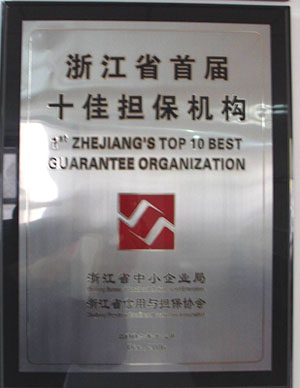 浙江省首届
十佳担保机构
1st ZHEJIANG'S TOP 10 BEST
GUARANTEE ORGANIZATION
浙江省中小企业局
浙江省信用与担保协会